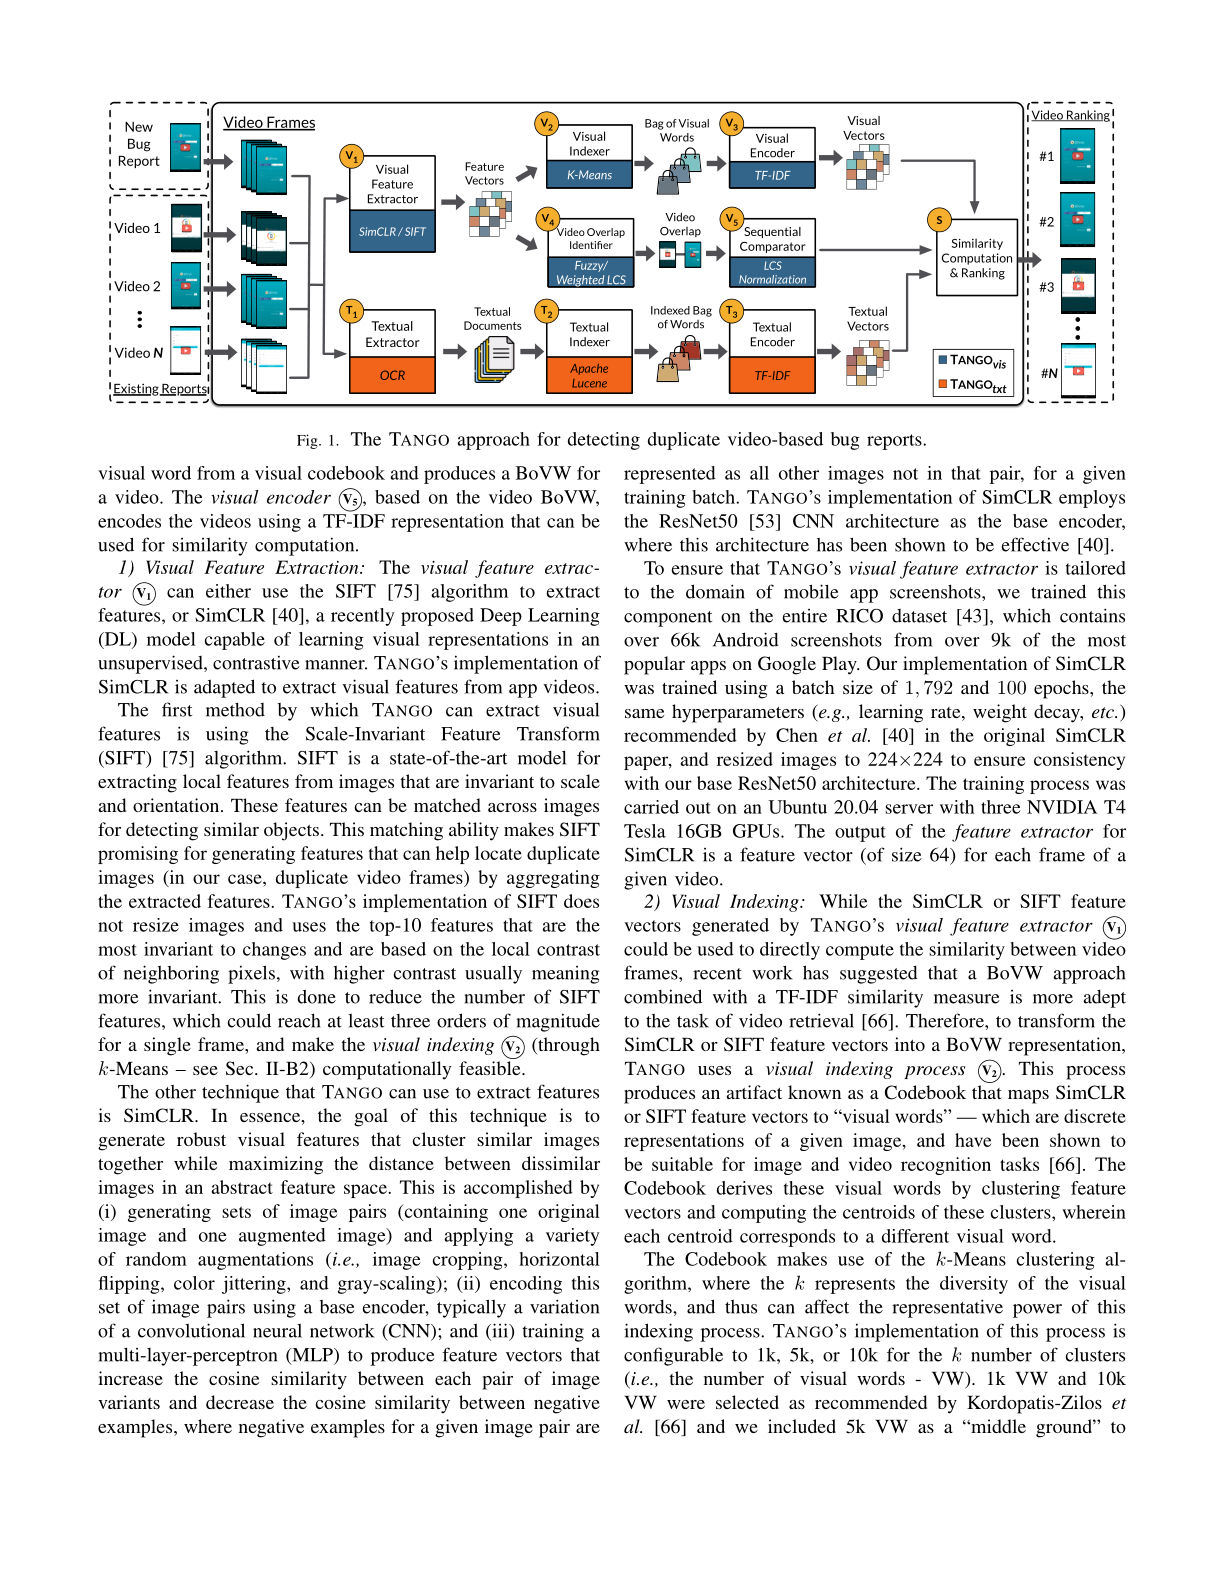 New
Bug
Report
Video 1
Video 2
Video N
Existing Reports
Video Frames
V1
Visual
Feature
Extractor
SimCLR / SIFT
Feature
Vectors
V2
Visual
Indexer
K-Means
Bag of Visual
Words
V3
Visual
Encoder
TF-IDF
Visual
Vectors
V4
Video Overlap
Identifier
Fuzzy/
Weighted LCS
Video
Overlap
V5
Sequential
Comparator
LCS
Normalization
T1
Textual
Extractor
OCR
Textual
Documents
T2
Textual
Indexer
Apache
Lucene
Indexed Bag
of Words
T3
Textual
Encoder
TF-IDF
Textual
Vectors
S
Similarity
Computation
& Ranking
TANGOvis
TANGOtxt
Video Ranking
#1
#2
#3
#N
Fig. 1. The TANGO approach for detecting duplicate video-based bug reports.
visual word from a visual codebook and produces a BoVW for
a video. The visual encoder V5, based on the video BoVW,
encodes the videos using a TF-IDF representation that can be
used for similarity computation.
1) Visual Feature Extraction: The visual feature extrac-
tor V1 can either use the SIFT [75] algorithm to extract
features, or SimCLR [40], a recently proposed Deep Learning
(DL) model capable of learning visual representations in an
unsupervised, contrastive manner. TANGO's implementation of
SimCLR is adapted to extract visual features from app videos.
The first method by which TANGO can extract visual
features is using the Scale-Invariant Feature Transform
(SIFT) [75] algorithm. SIFT is a state-of-the-art model for
extracting local features from images that are invariant to scale
and orientation. These features can be matched across images
for detecting similar objects. This matching ability makes SIFT
promising for generating features that can help locate duplicate
images (in our case, duplicate video frames) by aggregating
the extracted features. TANGO's implementation of SIFT does
not resize images and uses the top-10 features that are the
most invariant to changes and are based on the local contrast
of neighboring pixels, with higher contrast usually meaning
more invariant. This is done to reduce the number of SIFT
features, which could reach at least three orders of magnitude
for a single frame, and make the visual indexing V2 (through
k-Means – see Sec. II-B2) computationally feasible.
The other technique that TANGO can use to extract features
is SimCLR. In essence, the goal of this technique is to
generate robust visual features that cluster similar images
together while maximizing the distance between dissimilar
images in an abstract feature space. This is accomplished by
(i) generating sets of image pairs (containing one original
image and one augmented image) and applying a variety
of random augmentations (i.e., image cropping, horizontal
flipping, color jittering, and gray-scaling); (ii) encoding this
set of image pairs using a base encoder, typically a variation
of a convolutional neural network (CNN); and (iii) training a
multi-layer-perceptron (MLP) to produce feature vectors that
increase the cosine similarity between each pair of image
variants and decrease the cosine similarity between negative
examples, where negative examples for a given image pair are
represented as all other images not in that pair, for a given
training batch. TANGO's implementation of SimCLR employs
the ResNet50 [53] CNN architecture as the base encoder,
where this architecture has been shown to be effective [40].
To ensure that TANGO's visual feature extractor is tailored
to the domain of mobile app screenshots, we trained this
component on the entire RICO dataset [43], which contains
over 66k Android screenshots from over 9k of the most
popular apps on Google Play. Our implementation of SimCLR
was trained using a batch size of 1,792 and 100 epochs, the
same hyperparameters (e.g., learning rate, weight decay, etc.)
recommended by Chen et al. [40] in the original SimCLR
paper, and resized images to 224×224 to ensure consistency
with our base ResNet50 architecture. The training process was
carried out on an Ubuntu 20.04 server with three NVIDIA T4
Tesla 16GB GPUs. The output of the feature extractor for
SimCLR is a feature vector (of size 64) for each frame of a
given video.
2) Visual Indexing: While the SimCLR or SIFT feature
vectors generated by TANGO's visual feature extractor V1
could be used to directly compute the similarity between video
frames, recent work has suggested that a BoVW approach
combined with a TF-IDF similarity measure is more adept
to the task of video retrieval [66]. Therefore, to transform the
SimCLR or SIFT feature vectors into a BoVW representation,
TANGO uses a visual indexing process V2. This process
produces an artifact known as a Codebook that maps SimCLR
or SIFT feature vectors to “visual words” — which are discrete
representations of a given image, and have been shown to
be suitable for image and video recognition tasks [66]. The
Codebook derives these visual words by clustering feature
vectors and computing the centroids of these clusters, wherein
each centroid corresponds to a different visual word.
The Codebook makes use of the k-Means clustering al-
gorithm, where the k represents the diversity of the visual
words, and thus can affect the representative power of this
indexing process. TANGO's implementation of this process is
configurable to 1k, 5k, or 10k for the k number of clusters
(i.e., the number of visual words - VW). 1k VW and 10k
VW were selected as recommended by Kordopatis-Zilos et
al. [66] and we included 5k VW as a “middle ground” to